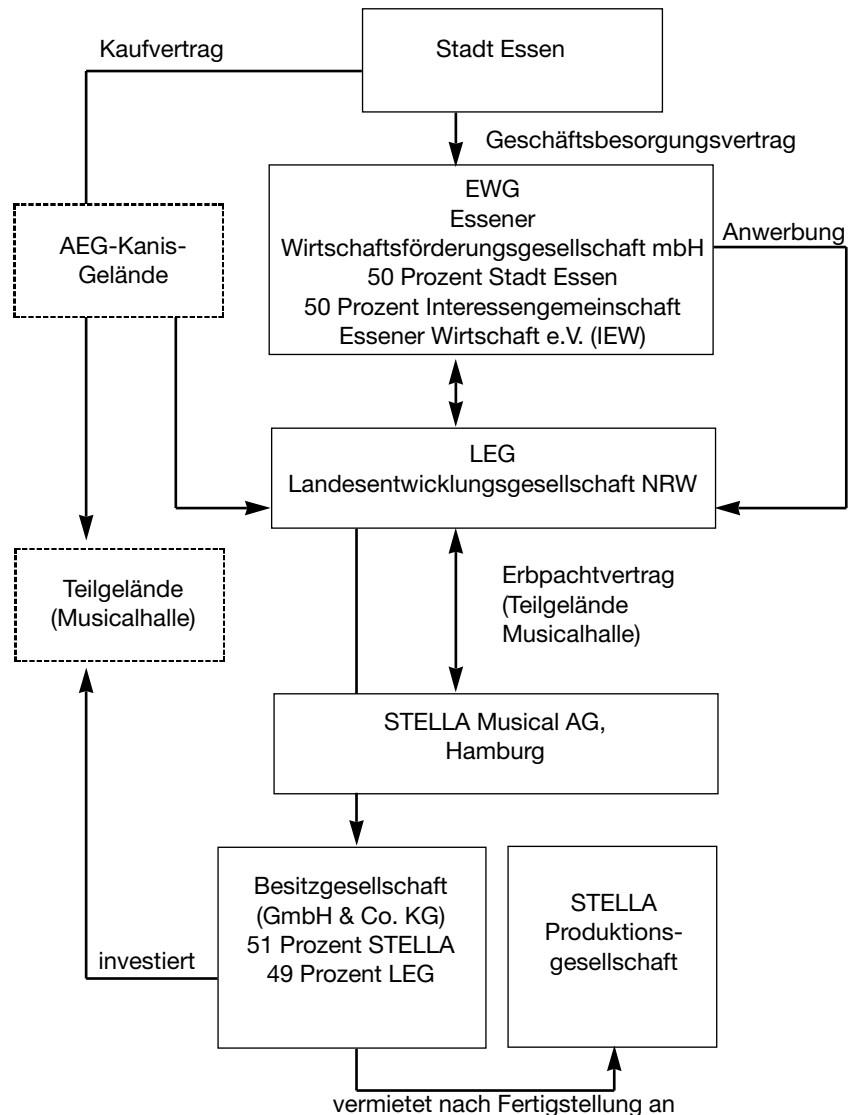 Kaufvertrag
Stadt Essen
Geschäftsbesorgungsvertrag
EWG
Essener
Wirtschaftsförderungsgesellschaft mbH
50 Prozent Stadt Essen
50 Prozent Interessengemeinschaft
Essener Wirtschaft e.V. (IEW)
Anwerbung
AEG-Kanis-
Gelände
LEG
Landesentwicklungsgesellschaft NRW
Teilgelände
(Musicalhalle)
Erbpachtvertrag
(Teilgelände
Musicalhalle)
STELLA Musical AG,
Hamburg
Besitzgesellschaft
(GmbH & Co. KG)
51 Prozent STELLA
49 Prozent LEG
STELLA
Produktions-
gesellschaft
investiert
vermietet nach Fertigstellung an